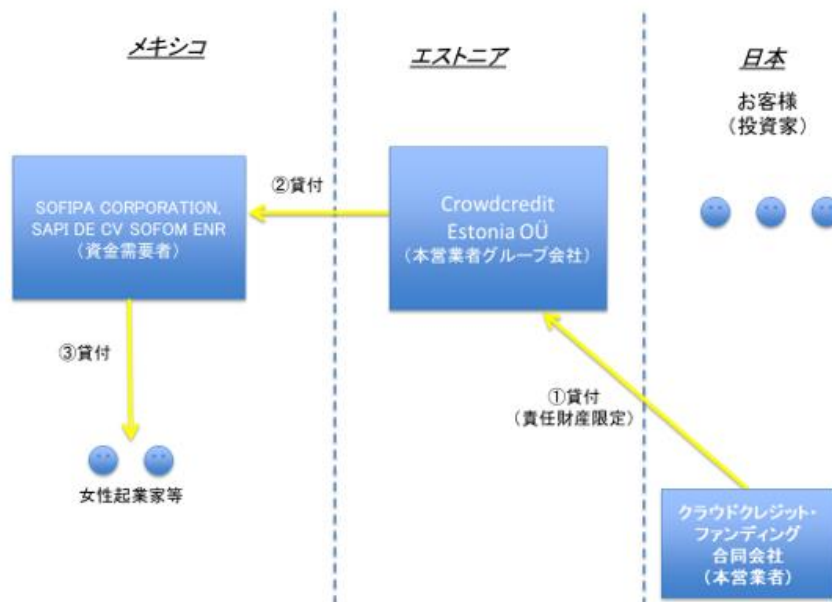 メキシコ
エストニア
日本
お客様
（投資家）
②貸付
SOFIPA CORPORATION,
SAPI DE CV SOFOM ENR
（資金需要者）
Crowdcredit
Estonia OÜ
（本営業者グループ会社）
③貸付
①貸付
（責任財産限定）
女性起業家等
クラウドクレジット・
ファンディング
合同会社
（本営業者）